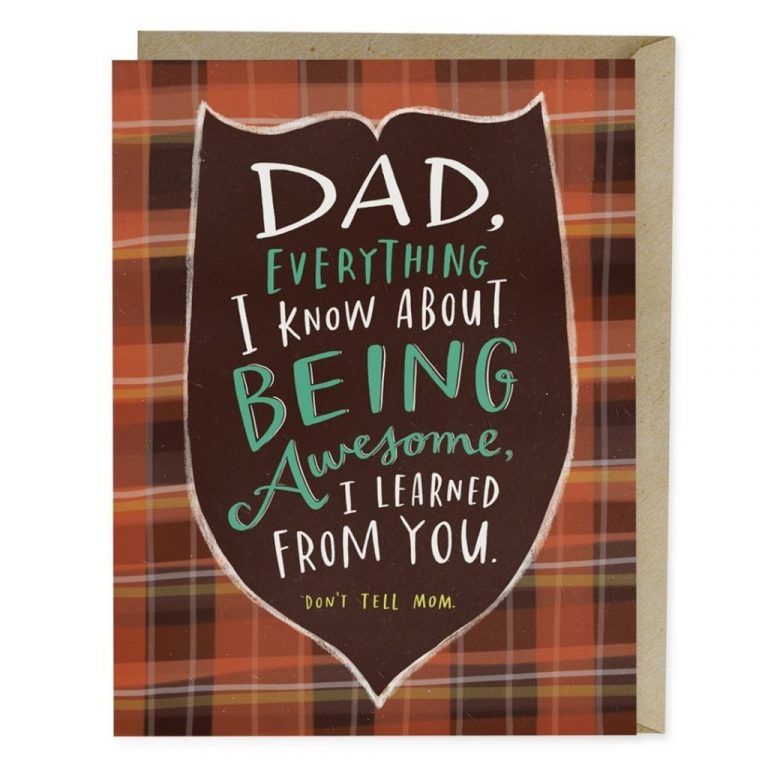 DAD,
EVERYTHING
I KNOW ABOUT
BEING
Awesome,
I LEARNED
FROM YOU.
DON'T TELL MOM.